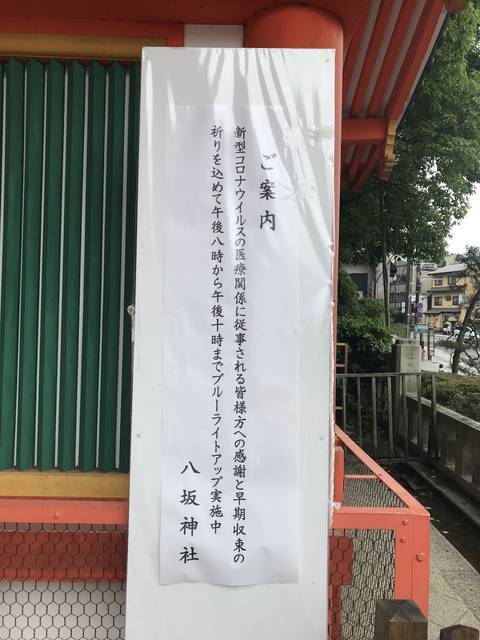 ご案内
新型コロナウイルスの医療関係に従事される皆様方への感謝と早期収束の
祈りを込めて午後八時から午後十時までブルーライトアップ実施中
八坂神社